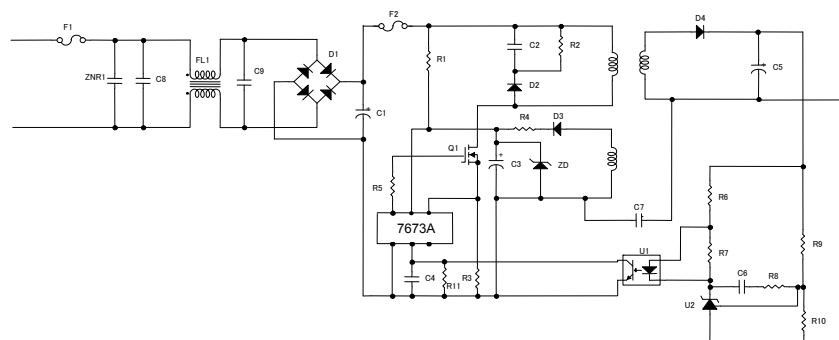 F1
F2
D4
FL1
D1
C2
R2
R1
C5
ZNR1
C8
C9
D2
C1
R4
D3
Q1
C3
ZD
R5
R6
C7
7673A
U1
R9
R7
C4
R11
R3
C6
R8
U2
R10